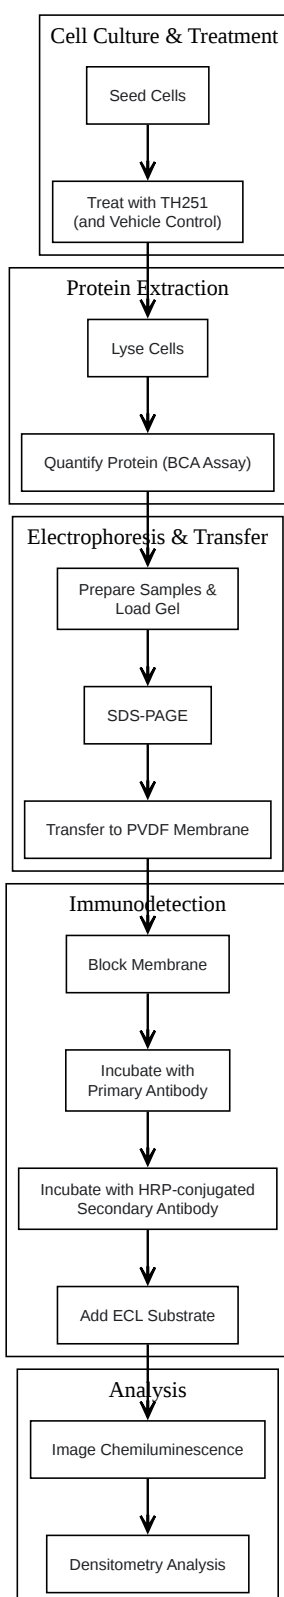 Cell Culture & Treatment
Seed Cells
Treat with TH251
(and Vehicle Control)
Protein Extraction
Lyse Cells
Quantify Protein (BCA Assay)
Electrophoresis & Transfer
Prepare Samples &
Load Gel
SDS-PAGE
Transfer to PVDF Membrane
Immunodetection
Block Membrane
Incubate with
Primary Antibody
Incubate with HRP-conjugated
Secondary Antibody
Add ECL Substrate
Analysis
Image Chemiluminescence
Densitometry Analysis